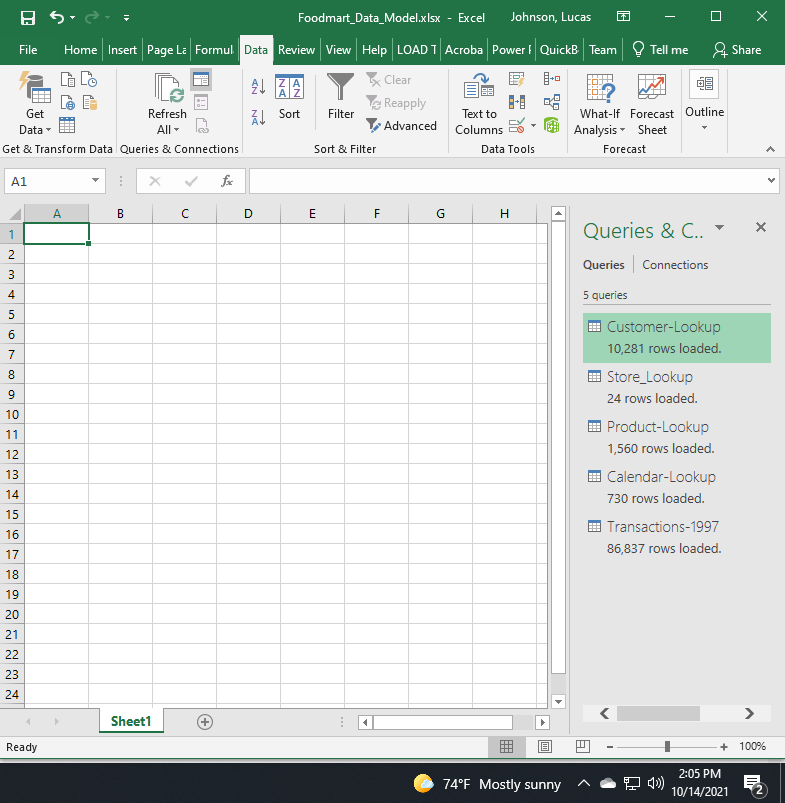 Foodmart_Data_Model.xlsx - Excel
Johnson, Lucas
File
Home
Insert
Page La
Formul
Data
Review
View
Help
LOAD T
Acroba
Power F
QuickB
Team
Tell me
Share
Get
Data
Refresh
All
Sort
Filter
Clear
Reapply
Advanced
Text to
Columns
What-If
Analysis
Forecast
Sheet
Outline
Get & Transform Data
Queries & Connections
Sort & Filter
Data Tools
Forecast
A1
fx
A B C D E F G H
1
2
3
4
5
6
7
8
9
10
11
12
13
14
15
16
17
18
19
20
21
22
23
24
Queries & C..
Queries
Connections
5 queries
Customer-Lookup
10,281 rows loaded.
Store_Lookup
24 rows loaded.
Product-Lookup
1,560 rows loaded.
Calendar-Lookup
730 rows loaded.
Transactions-1997
86,837 rows loaded.
Sheet1
Ready
100%
74°F Mostly sunny
2:05 PM
10/14/2021
2